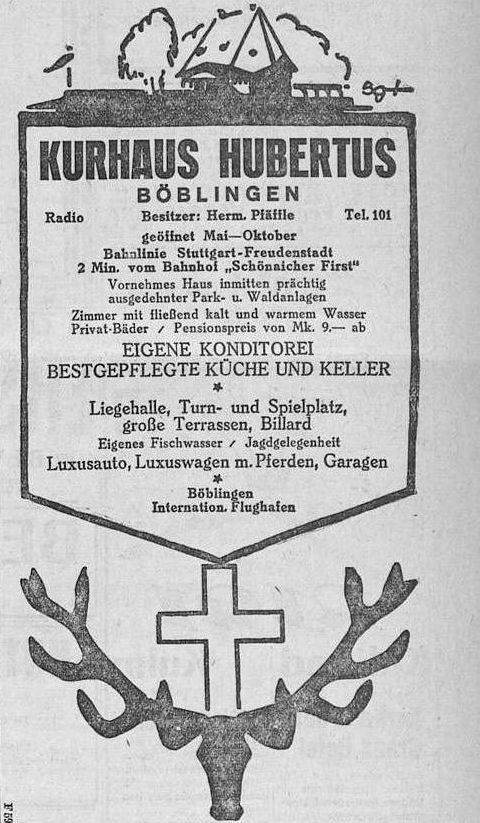 KURHAUS HUBERTUS
BÖBLINGEN
Radio Besitzer: Herm. Pfäffle Tel. 101
geöffnet Mai—Oktober
Bahnlinie Stuttgart-Freudenstadt
2 Min. vom Bahnhof „Schönaicher First“
Vornehmes Haus inmitten prächtig
ausgedehnter Park- u. Waldanlagen
Zimmer mit fließend kalt und warmem Wasser
Privat-Bäder / Pensionspreis von Mk. 9.— ab
EIGENE KONDITOREI
BESTGEPFLEGTE KÜCHE UND KELLER
*
Liegehalle, Turn- und Spielplatz,
große Terrassen, Billard
Eigenes Fischwasser / Jagdgelegenheit
Luxusauto, Luxuswagen m. Pferden, Garagen
*
Böblingen
Internation. Flughafen
F 59